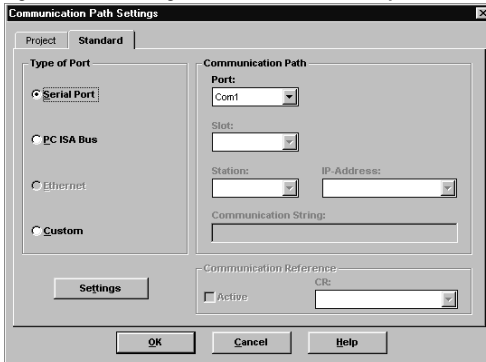 Communication Path Settings
Project Standard
Type of Port
Serial Port
PC ISA Bus
Ethernet
Custom
Settings
Communication Path
Port:
Com1
Slot:
Station: IP-Address:
Communication String:
Communication Reference
CR:
Active
OK Cancel Help